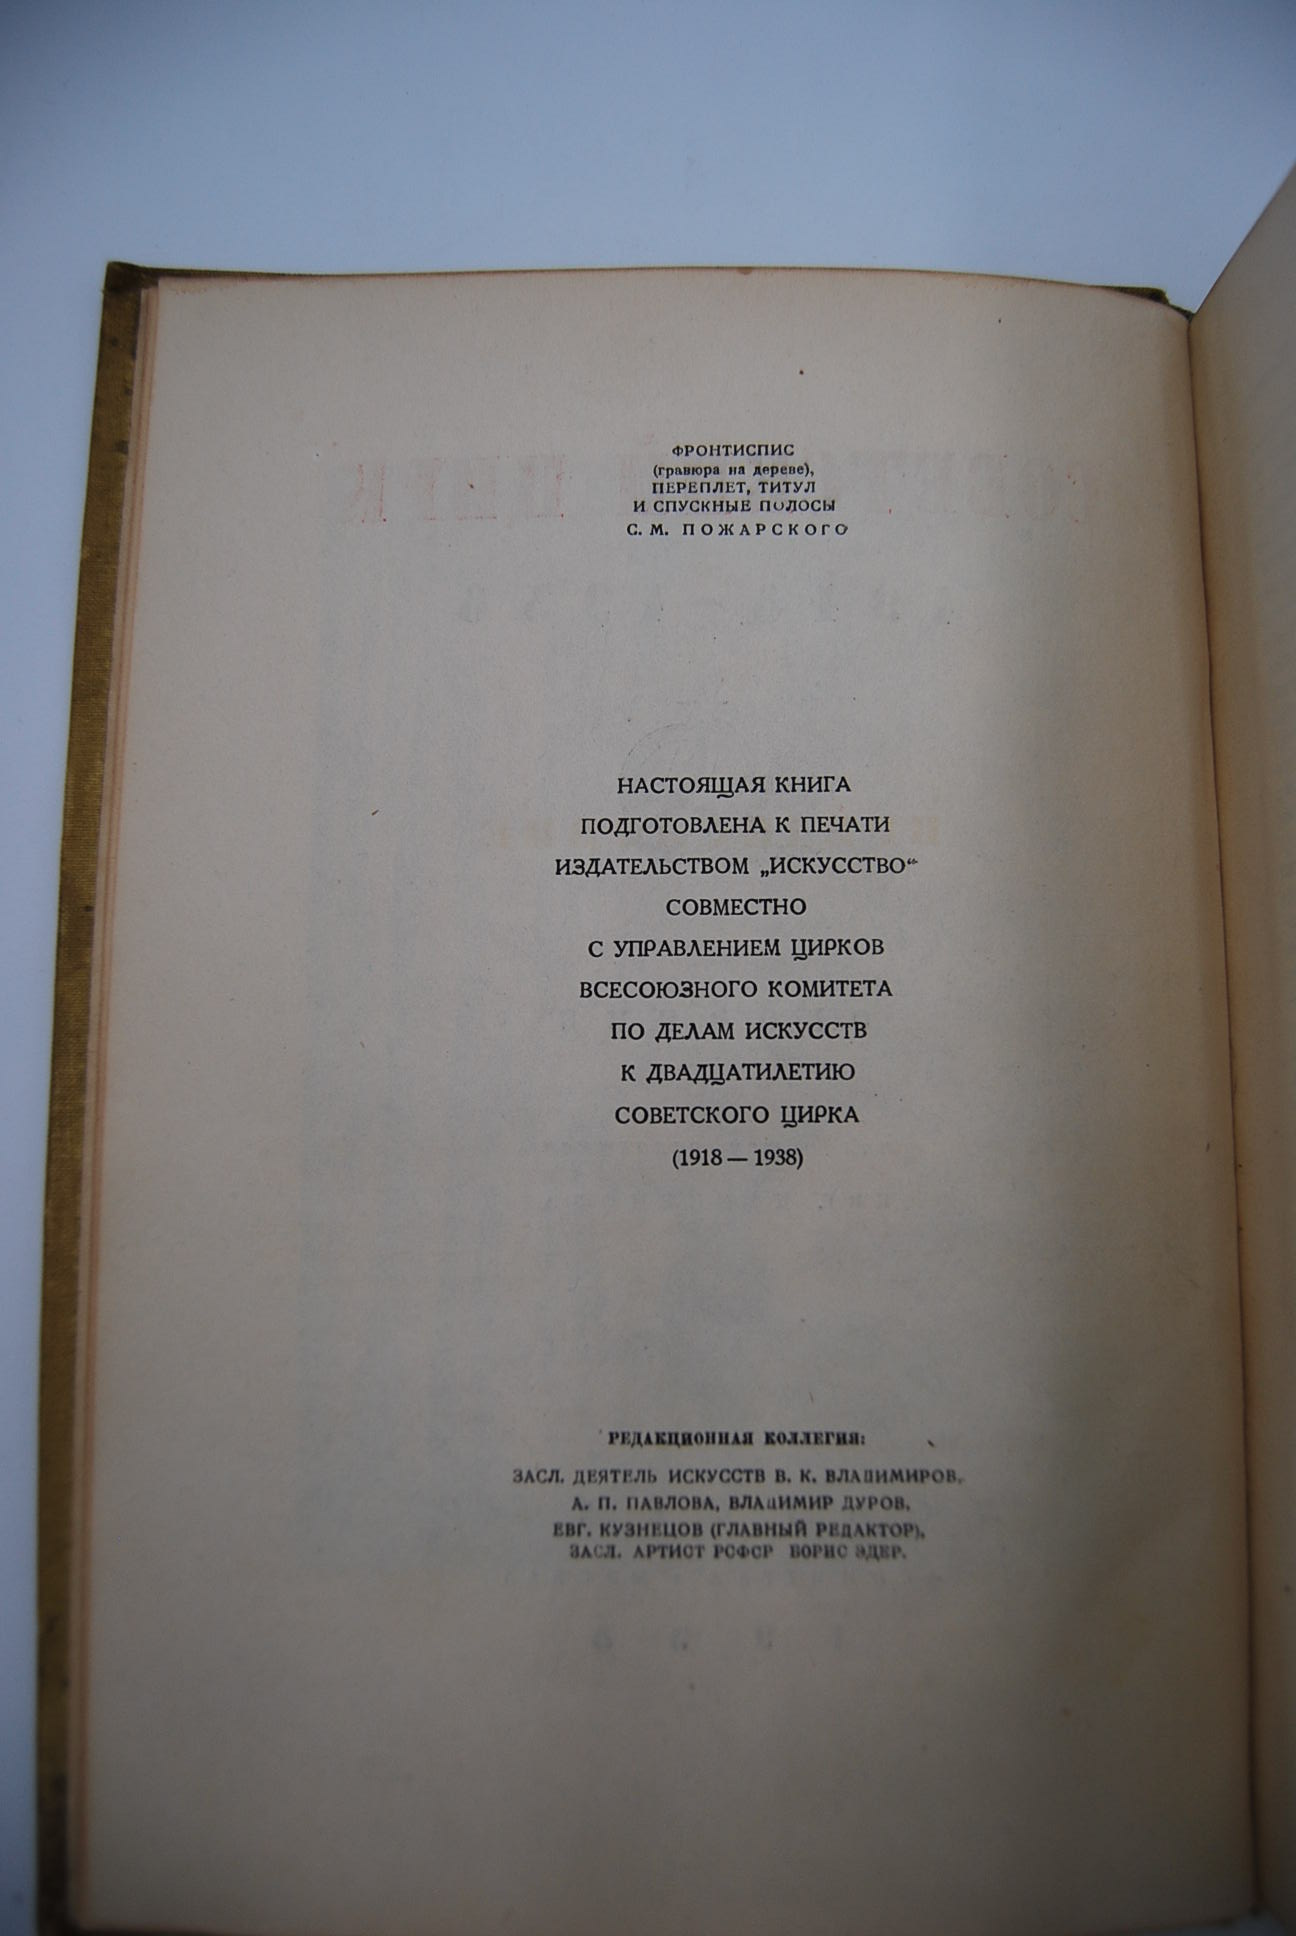 ФРОНТИСПИС
(гравюра на дереве),
ПЕРЕПЛЕТ, ТИТУЛ
И СПУСКНЫЕ ПОЛОСЫ
С. М. ПОЖАРСКОГО
НАСТОЯЩАЯ КНИГА
ПОДГОТОВЛЕНА К ПЕЧАТИ
ИЗДАТЕЛЬСТВОМ „ИСКУССТВО“
СОВМЕСТНО
С УПРАВЛЕНИЕМ ЦИРКОВ
ВСЕСОЮЗНОГО КОМИТЕТА
ПО ДЕЛАМ ИСКУССТВ
К ДВАДЦАТИЛЕТИЮ
СОВЕТСКОГО ЦИРКА
(1918 — 1938)
РЕДАКЦИОННАЯ КОЛЛЕГИЯ:
ЗАСЛ. ДЕЯТЕЛЬ ИСКУССТВ В. К. ВЛАДИМИРОВ,
А. П. ПАВЛОВА, ВЛАДИМИР ДУРОВ,
ЕВГ. КУЗНЕЦОВ (ГЛАВНЫЙ РЕДАКТОР),
ЗАСЛ. АРТИСТ РСФСР БОРИС ЭДЕР.